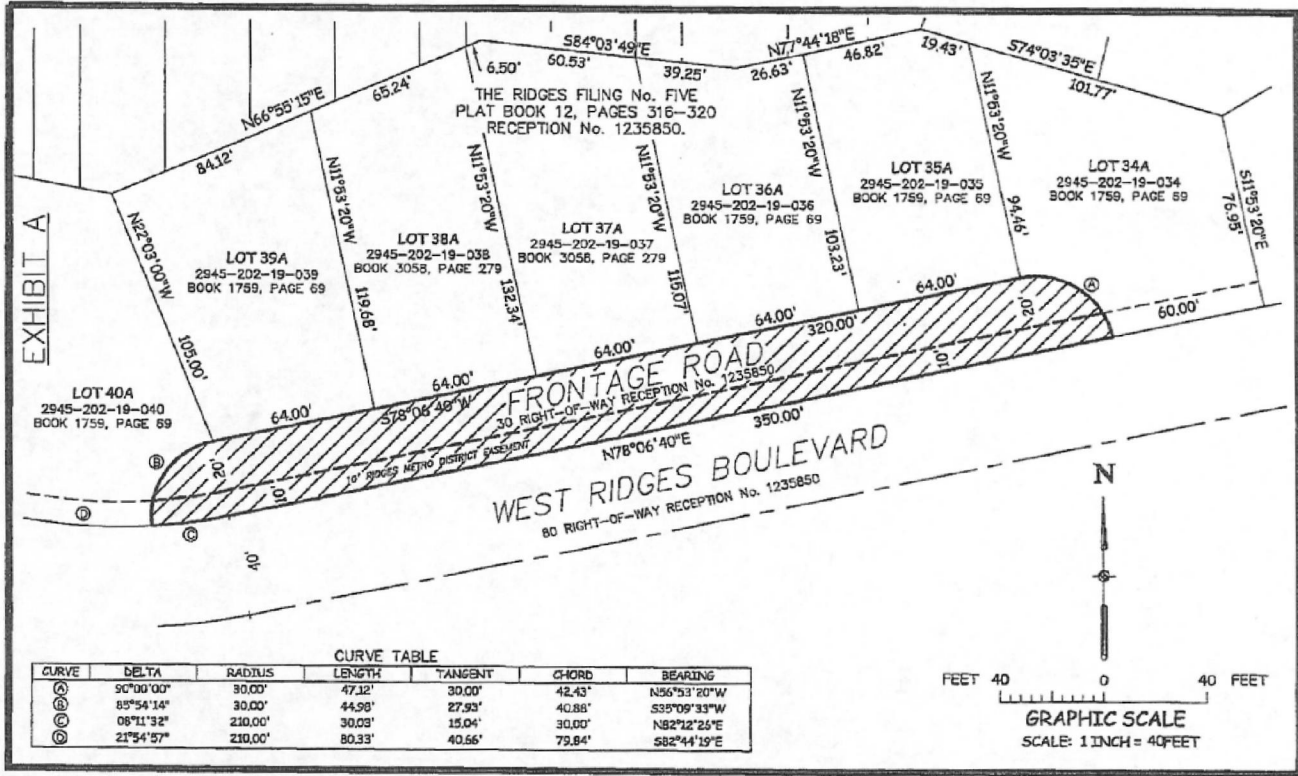 EXHIBIT A
N66°55'15"E
84.12'
65.24'
6.50'
S84°03'49"E
60.53'
39.25'
N77°44'18"E
26.63'
46.82'
19.43'
S74°03'35"E
101.77'
THE RIDGES FILING No. FIVE
PLAT BOOK 12, PAGES 316-320
RECEPTION No. 1235850.
N22°03'00"W
105.00'
N11°53'20"W
119.68'
N11°53'20"W
132.34'
N11°53'20"W
115.07'
N11°53'20"W
103.23'
N11°53'20"W
94.46'
S11°53'20"E
76.95'
LOT 34A
2945-202-19-034
BOOK 1759, PAGE 69
LOT 35A
2945-202-19-035
BOOK 1759, PAGE 69
LOT 36A
2945-202-19-036
BOOK 1759, PAGE 69
LOT 37A
2945-202-19-037
BOOK 3058, PAGE 279
LOT 38A
2945-202-19-038
BOOK 3058, PAGE 279
LOT 39A
2945-202-19-039
BOOK 1759, PAGE 69
LOT 40A
2945-202-19-040
BOOK 1759, PAGE 69
64.00'
64.00'
64.00'
64.00'
64.00'
320.00'
S78°06'40"W
FRONTAGE ROAD
30 RIGHT-OF-WAY RECEPTION No. 1235850
10' RIDGES METRO DISTRICT EASEMENT
20'
10'
20'
10'
A
B
C
D
60.00'
N78°06'40"E
350.00'
WEST RIDGES BOULEVARD
80 RIGHT-OF-WAY RECEPTION No. 1235850
40'
N
CURVE TABLE
CURVE DELTA RADIUS LENGTH TANGENT CHORD BEARING
A 90°00'00" 30.00' 47.12' 30.00' 42.43' N56°53'20"W
B 85°54'14" 30.00' 44.98' 27.93' 40.88' S35°09'33"W
C 08°11'32" 210.00' 30.03' 15.04' 30.00' N82°12'26"E
D 21°54'57" 210.00' 80.33' 40.66' 79.84' S82°44'19"E
FEET 40 0 40 FEET
GRAPHIC SCALE
SCALE: 1 INCH = 40 FEET